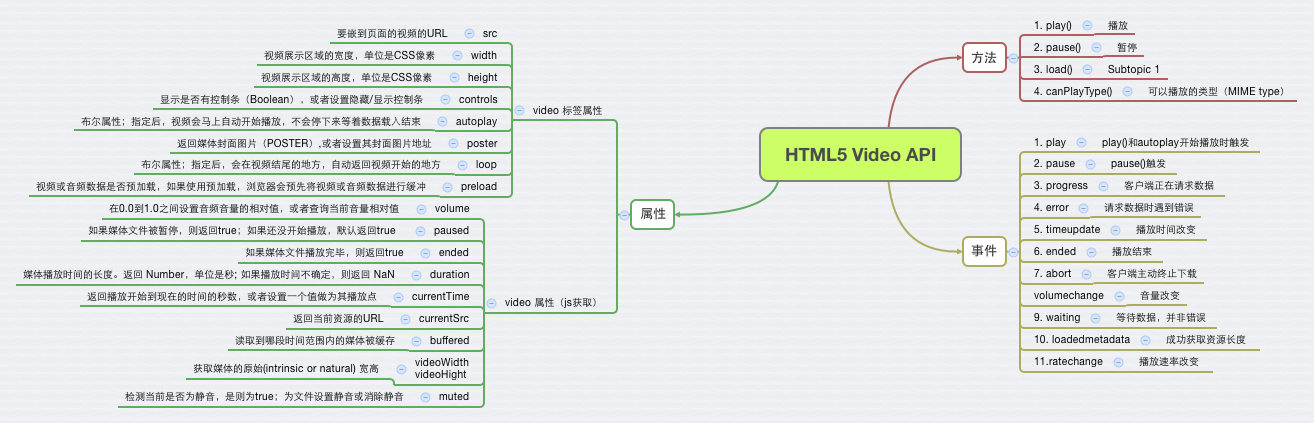 HTML5 Video API
方法
1. play() 播放
2. pause() 暂停
3. load() Subtopic 1
4. canPlayType() 可以播放的类型（MIME type）
事件
1. play play()和autoplay开始播放时触发
2. pause pause()触发
3. progress 客户端正在请求数据
4. error 请求数据时遇到错误
5. timeupdate 播放时间改变
6. ended 播放结束
7. abort 客户端主动终止下载
volumechange 音量改变
9. waiting 等待数据，并非错误
10. loadedmetadata 成功获取资源长度
11.ratechange 播放速率改变
属性
video 标签属性
要嵌到页面的视频的URL src
视频展示区域的宽度，单位是CSS像素 width
视频展示区域的高度，单位是CSS像素 height
显示是否有控制条（Boolean），或者设置隐藏/显示控制条 controls
布尔属性；指定后，视频会马上自动开始播放，不会停下来等着数据载入结束 autoplay
返回媒体封面图片（POSTER）,或者设置其封面图片地址 poster
布尔属性；指定后，会在视频结尾的地方，自动返回视频开始的地方 loop
视频或音频数据是否预加载，如果使用预加载，浏览器会预先将视频或音频数据进行缓冲 preload
video 属性（js获取）
在0.0到1.0之间设置音频音量的相对值，或者查询当前音量相对值 volume
如果媒体文件被暂停，则返回true；如果还没开始播放，默认返回true paused
如果媒体文件播放完毕，则返回true ended
媒体播放时间的长度。返回 Number，单位是秒; 如果播放时间不确定，则返回 NaN duration
返回播放开始到现在的时间的秒数，或者设置一个值做为其播放点 currentTime
返回当前资源的URL currentSrc
读取到哪段时间范围内的媒体被缓存 buffered
获取媒体的原始(intrinsic or natural) 宽高 videoWidth
videoHight
检测当前是否为静音，是则为true；为文件设置静音或消除静音 muted